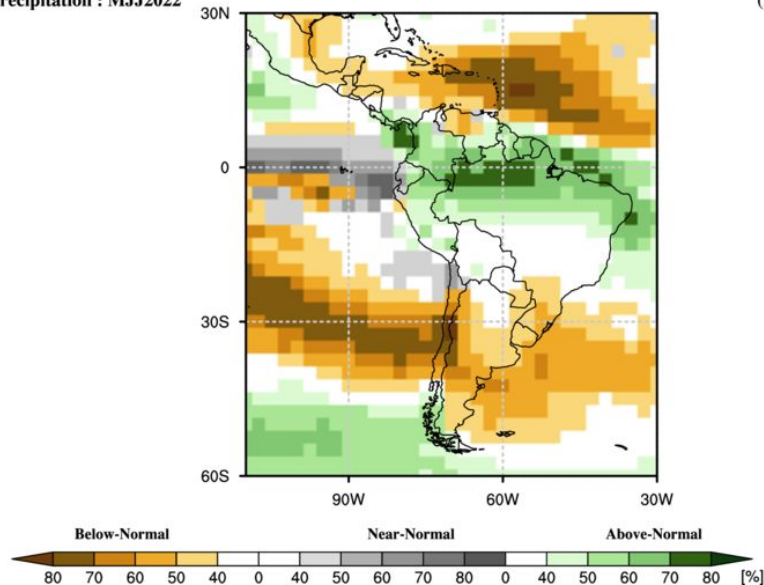 recipitation : MJJ2022 (
30N
0
30S
60S
90W 60W 30W
Below-Normal Near-Normal Above-Normal
80 70 60 50 40 0 40 50 60 70 80 0 40 50 60 70 [%]